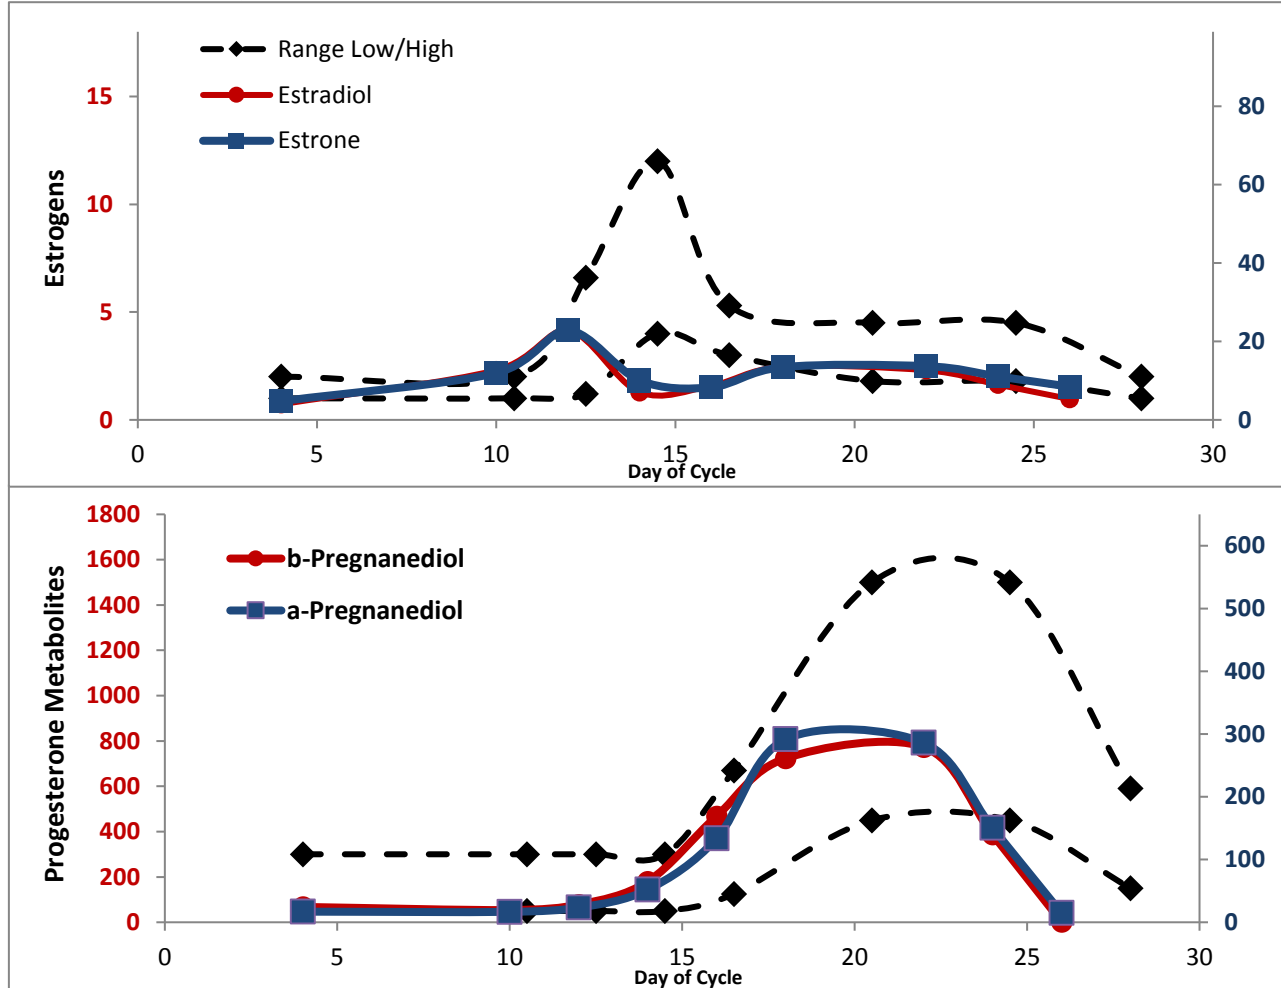 Range Low/High
Estradiol
Estrone
15
10
5
0
Estrogens
80
60
40
20
0
0 5 10 15 20 25 30
Day of Cycle
1800
1600
1400
1200
1000
800
600
400
200
0
Progesterone Metabolites
b-Pregnanediol
a-Pregnanediol
600
500
400
300
200
100
0
0 5 10 15 20 25 30
Day of Cycle